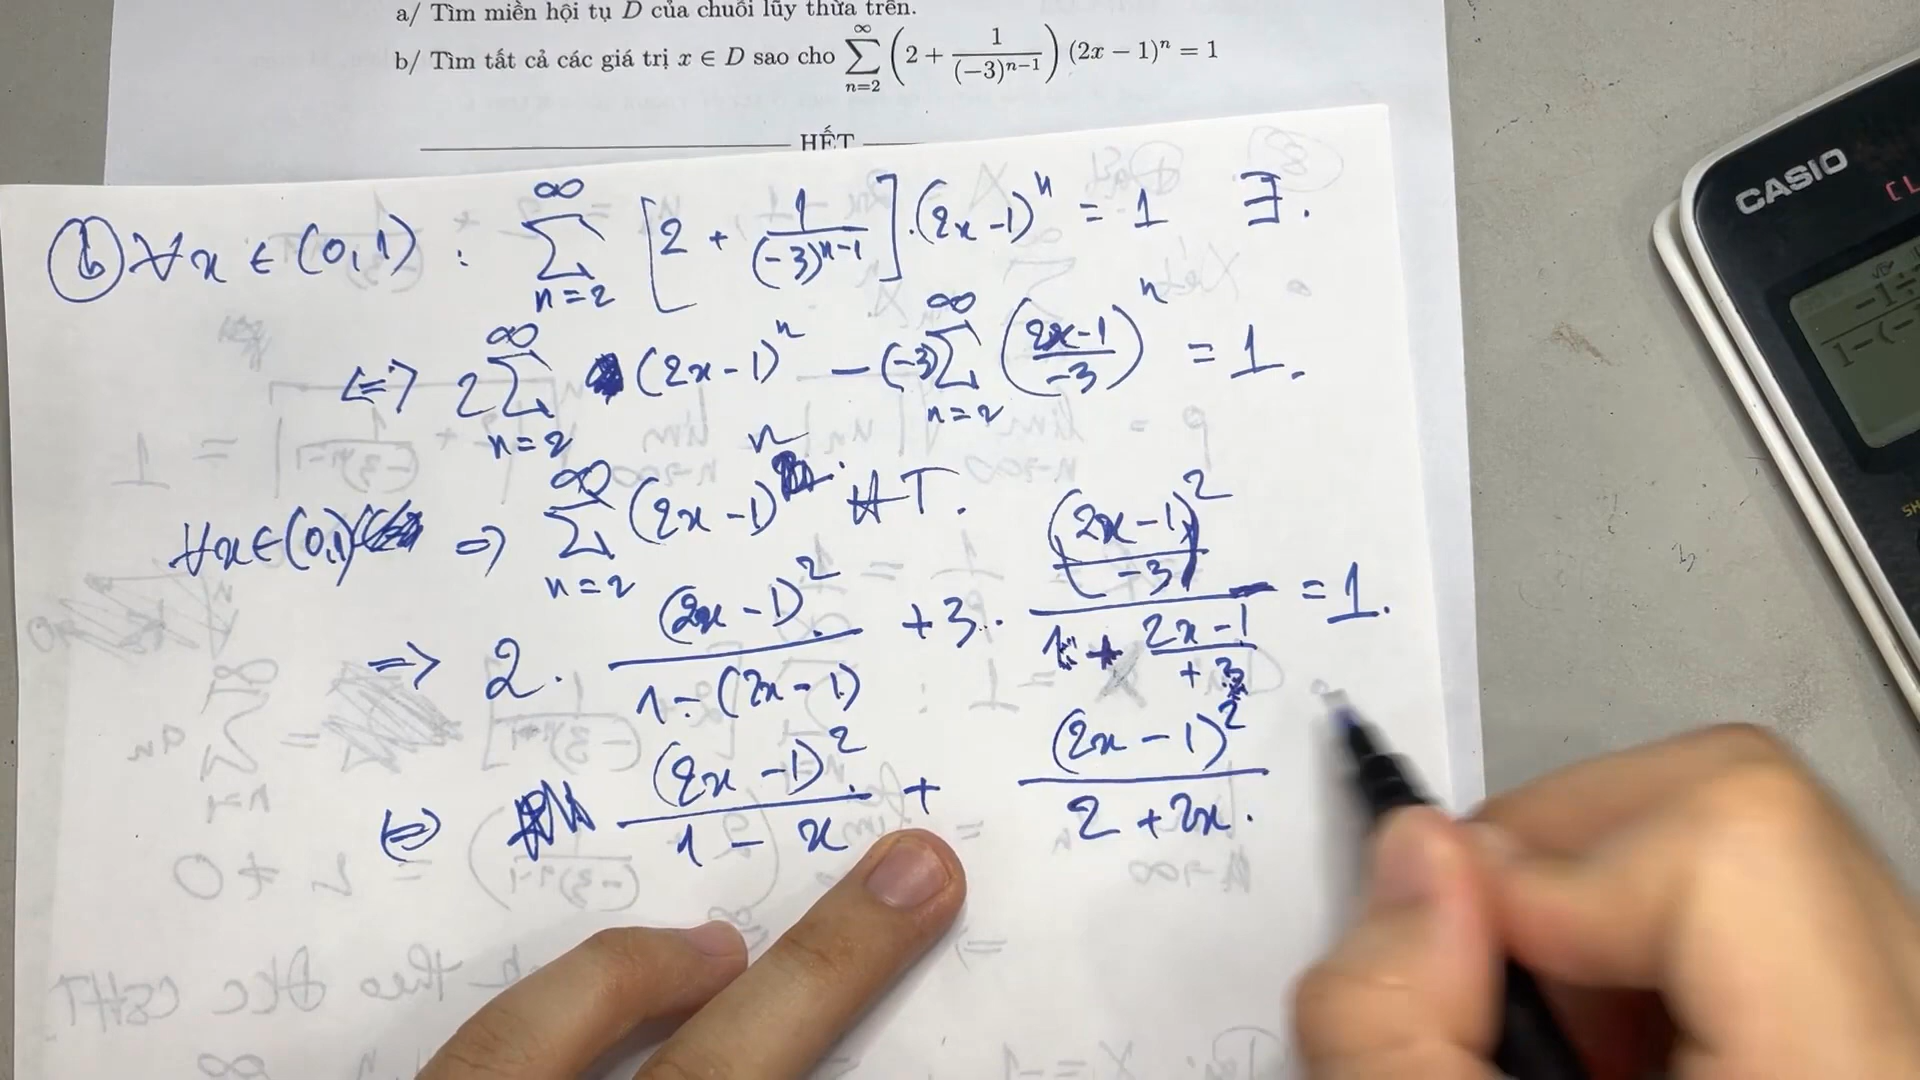 a/ Tìm miền hội tụ D của chuỗi lũy thừa trên.
b/ Tìm tất cả các giá trị x ∈ D sao cho ∑_{n=2}^{∞} (2 + 1/(−3)^{n−1}) (2x − 1)^n = 1
HẾT
(b) ∀x ∈ (0,1) : ∑_{n=2}^{∞} [2 + 1/(−3)^{n−1}].(2x−1)^n = 1 ∃.
<=> 2∑_{n=2}^{∞} (2x−1)^n − (−3)∑_{n=2}^{∞} ((2x−1)/−3)^n = 1.
∀x∈(0,1) => ∑_{n=2}^{∞} (2x−1)^n HT.
=> 2. (2x−1)^2/(1−(2x−1)) + 3. ((2x−1)/−3)^2/(1 + (2x−1)/+3) = 1.
<=> (2x−1)^2/(1−x) + (2x−1)^2/(2+2x).
CASIO